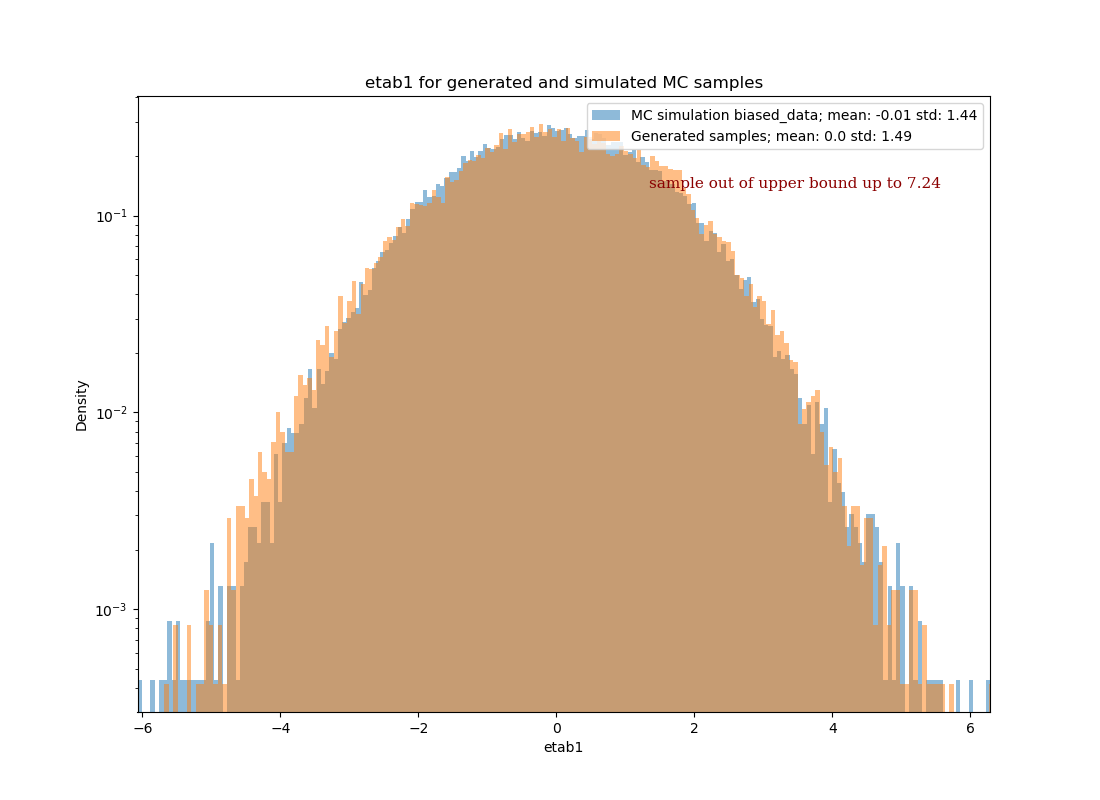 etab1 for generated and simulated MC samples
MC simulation biased_data; mean: -0.01 std: 1.44
Generated samples; mean: 0.0 std: 1.49
sample out of upper bound up to 7.24
Density
10⁻¹
10⁻²
10⁻³
−6 −4 −2 0 2 4 6
etab1